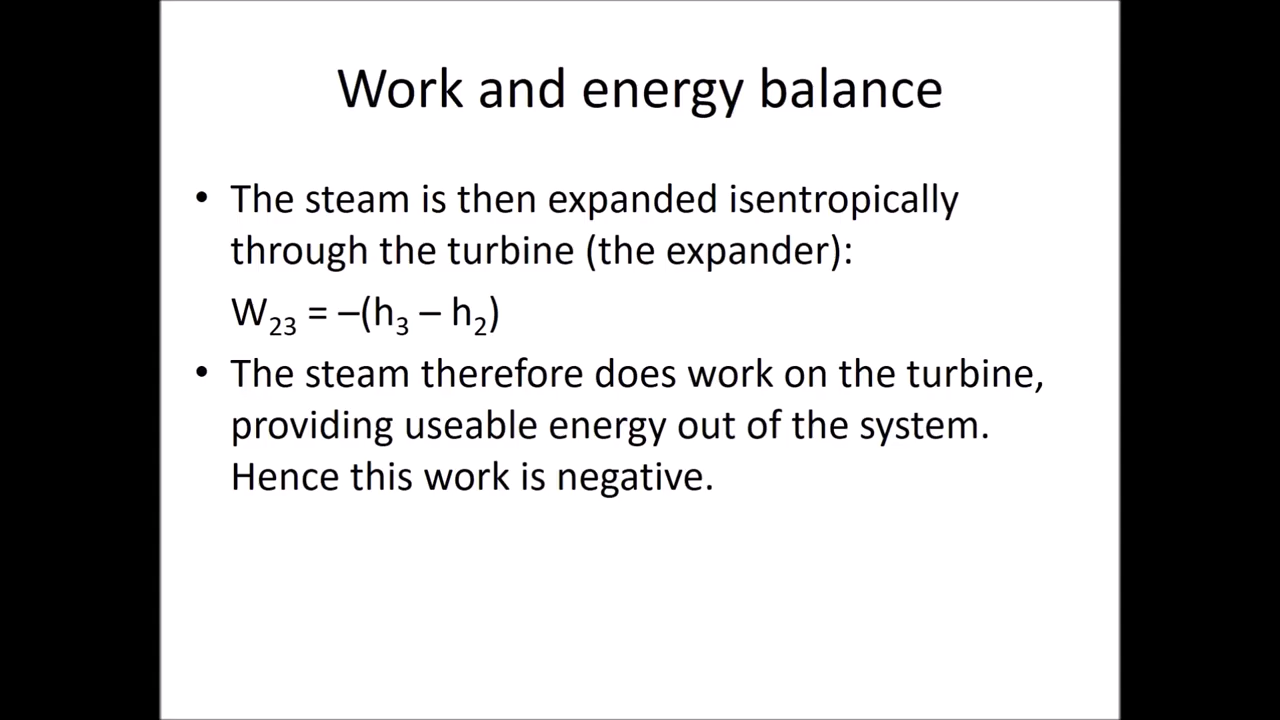 Work and energy balance
• The steam is then expanded isentropically
through the turbine (the expander):
W₂₃ = –(h₃ – h₂)
• The steam therefore does work on the turbine,
providing useable energy out of the system.
Hence this work is negative.